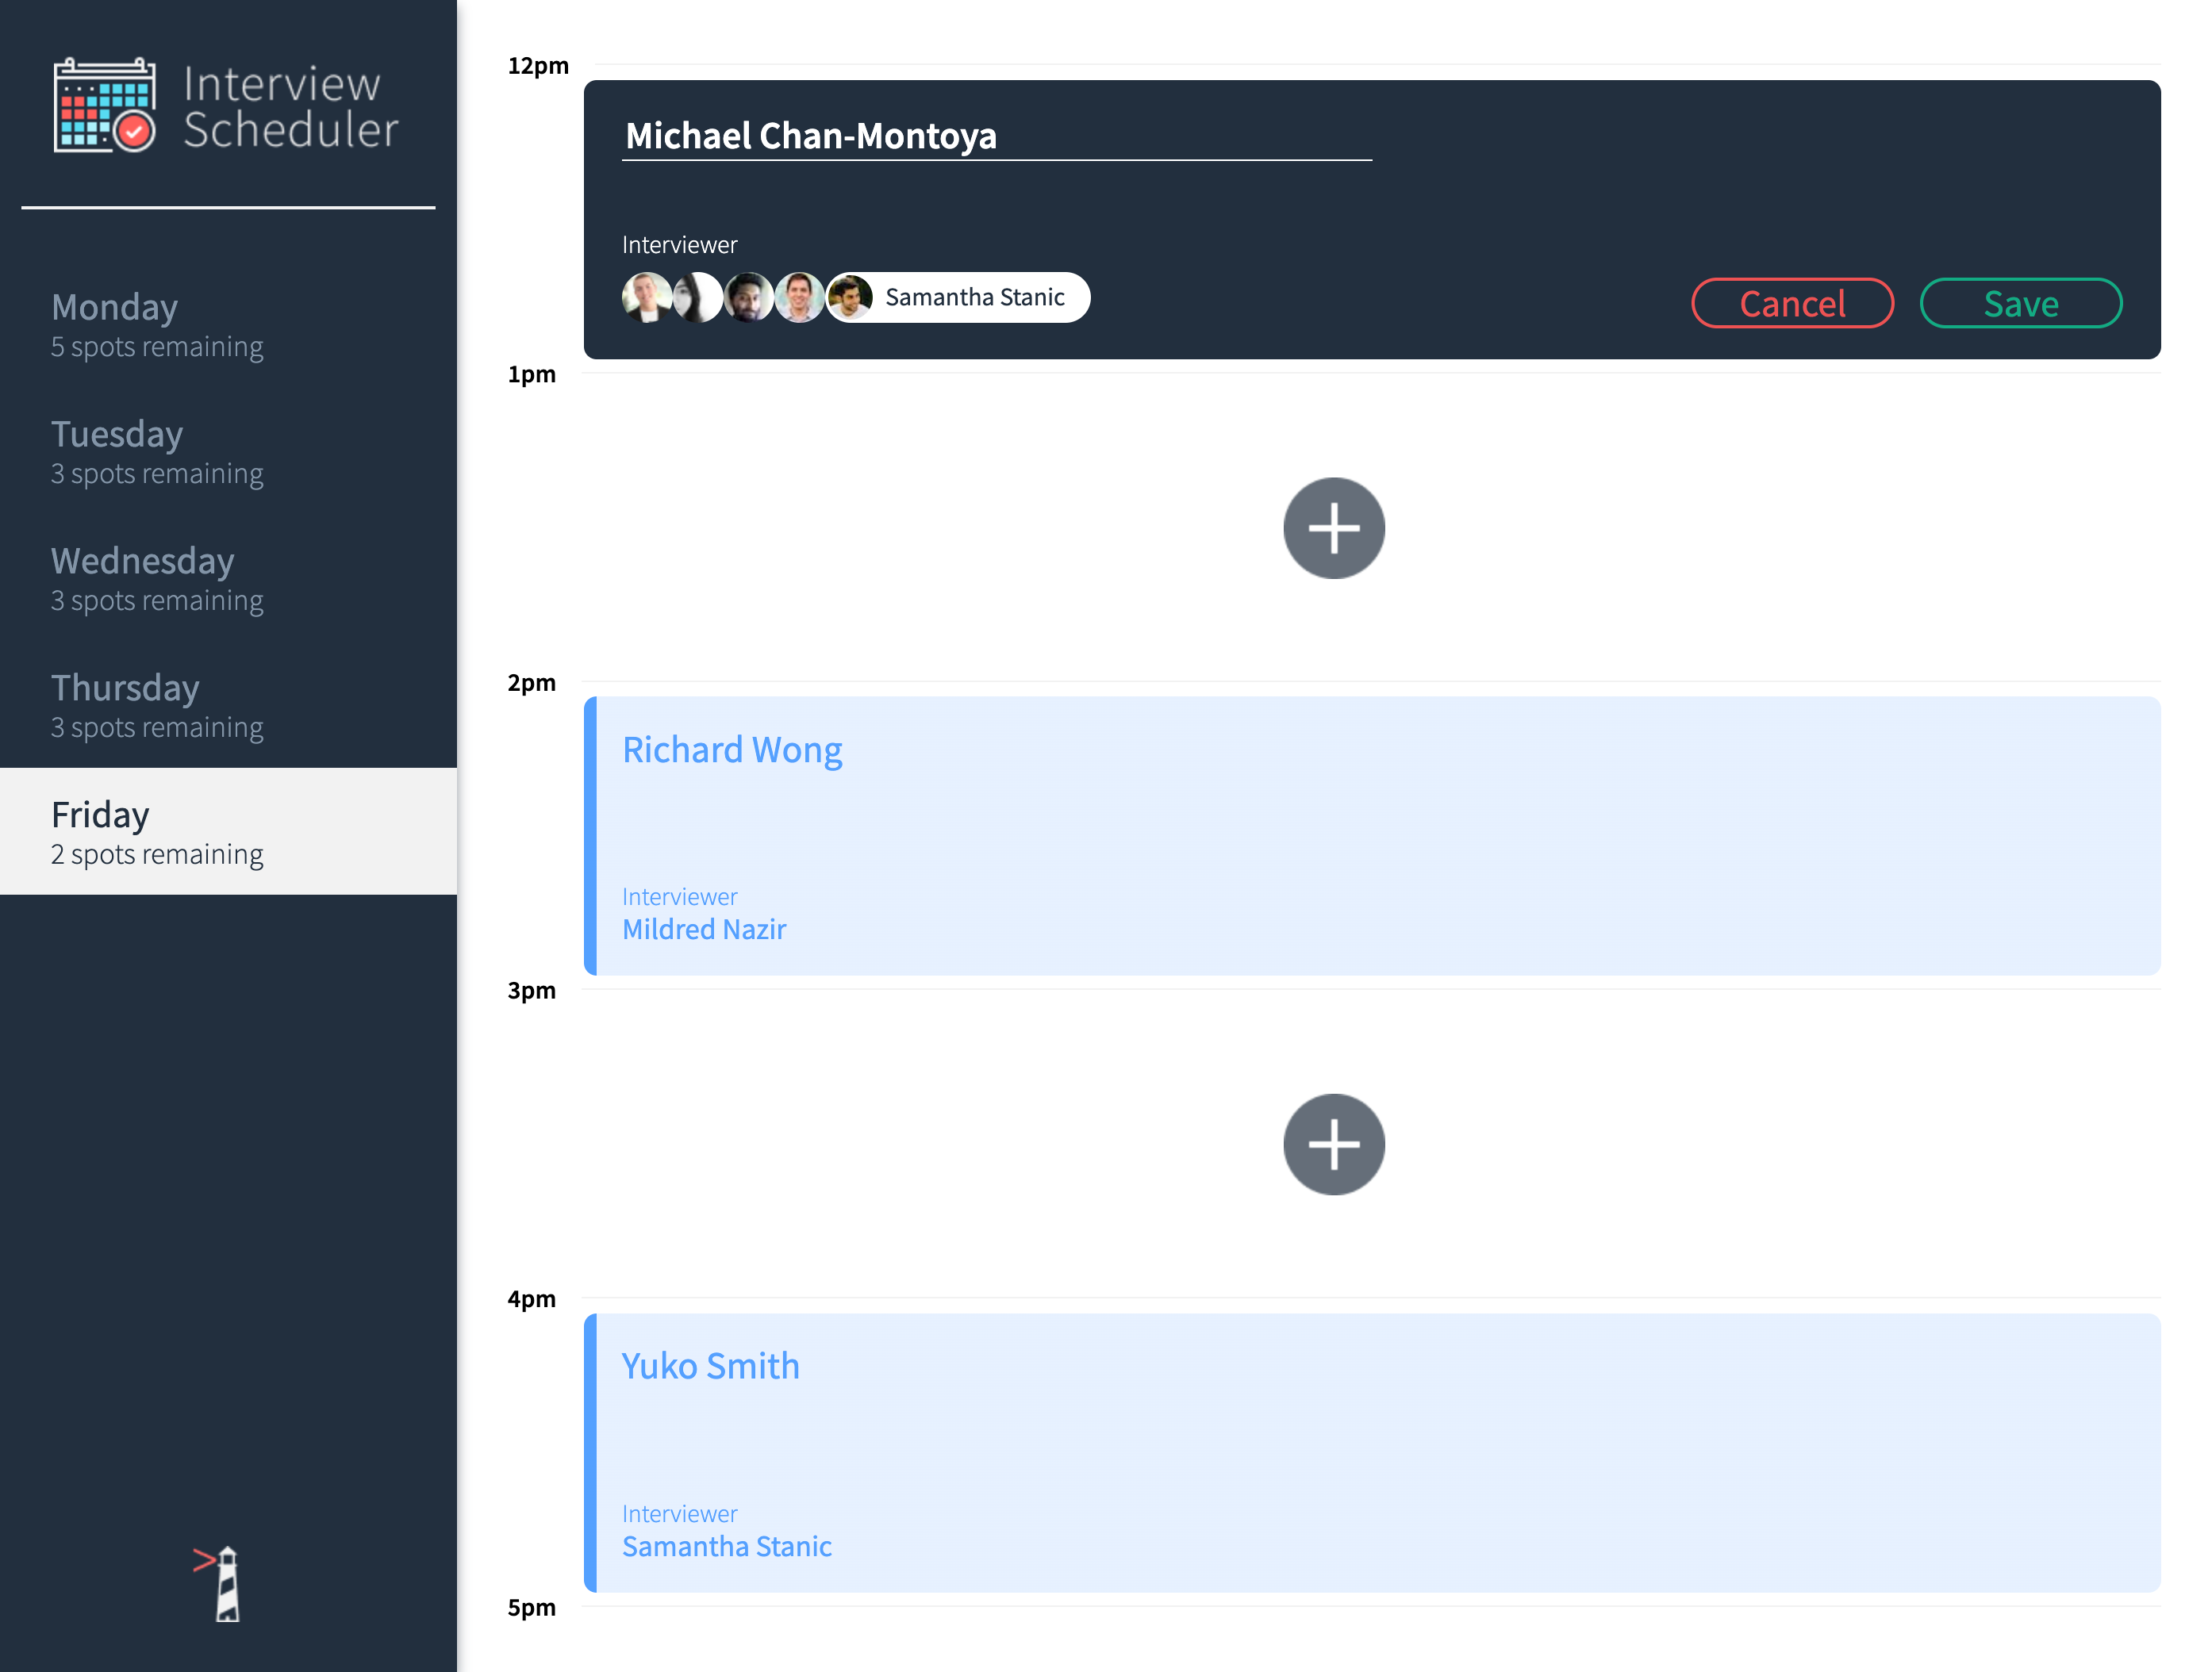 Interview
Scheduler
Monday
5 spots remaining
Tuesday
3 spots remaining
Wednesday
3 spots remaining
Thursday
3 spots remaining
Friday
2 spots remaining
12pm
Michael Chan-Montoya
Interviewer
Samantha Stanic
Cancel
Save
1pm
2pm
Richard Wong
Interviewer
Mildred Nazir
3pm
4pm
Yuko Smith
Interviewer
Samantha Stanic
5pm